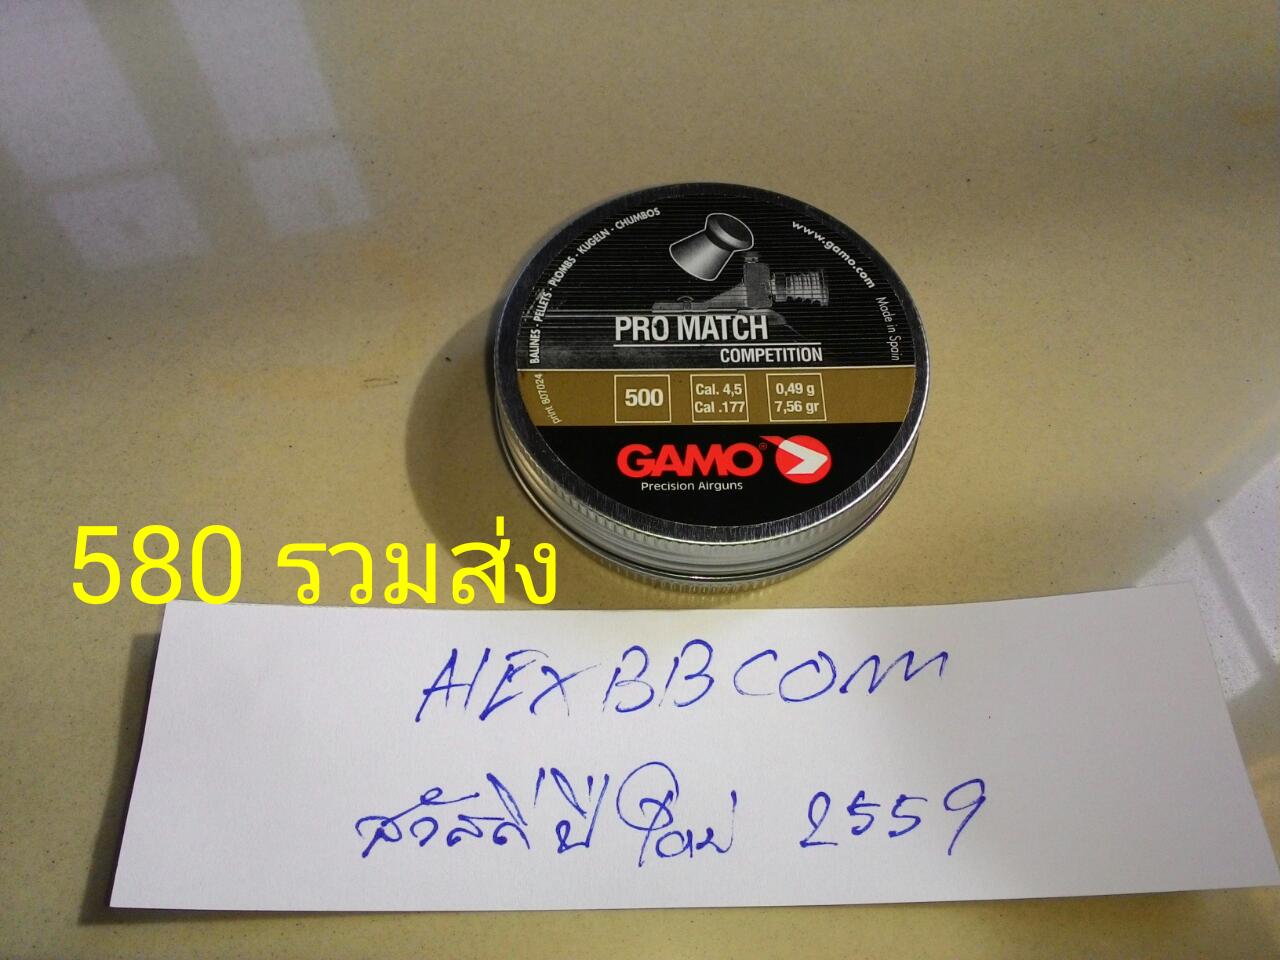 BALINES · PELLETS · PLOMBS · KUGELN · CHUMBOS
www.gamo.com
Made in Spain
PRO MATCH
COMPETITION
print 807024
500
Cal. 4,5
Cal .177
0,49 g
7,56 gr
GAMO®
Precision Airguns
580 รวมส่ง
ALEXBBCOM
สวัสดีปีใหม่ 2559